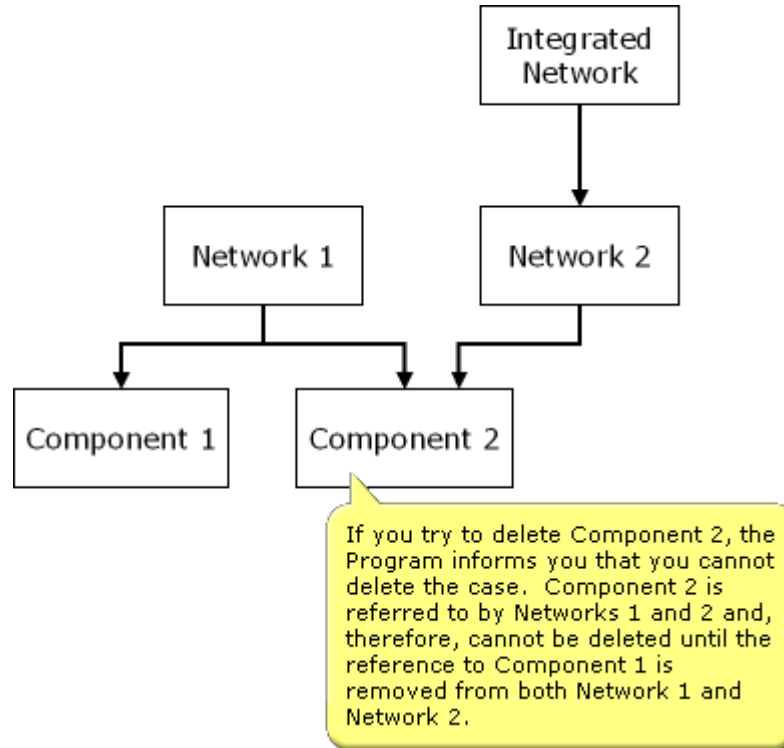 Integrated
Network
Network 1
Network 2
Component 1
Component 2
If you try to delete Component 2, the
Program informs you that you cannot
delete the case.  Component 2 is
referred to by Networks 1 and 2 and,
therefore, cannot be deleted until the
reference to Component 1 is
removed from both Network 1 and
Network 2.